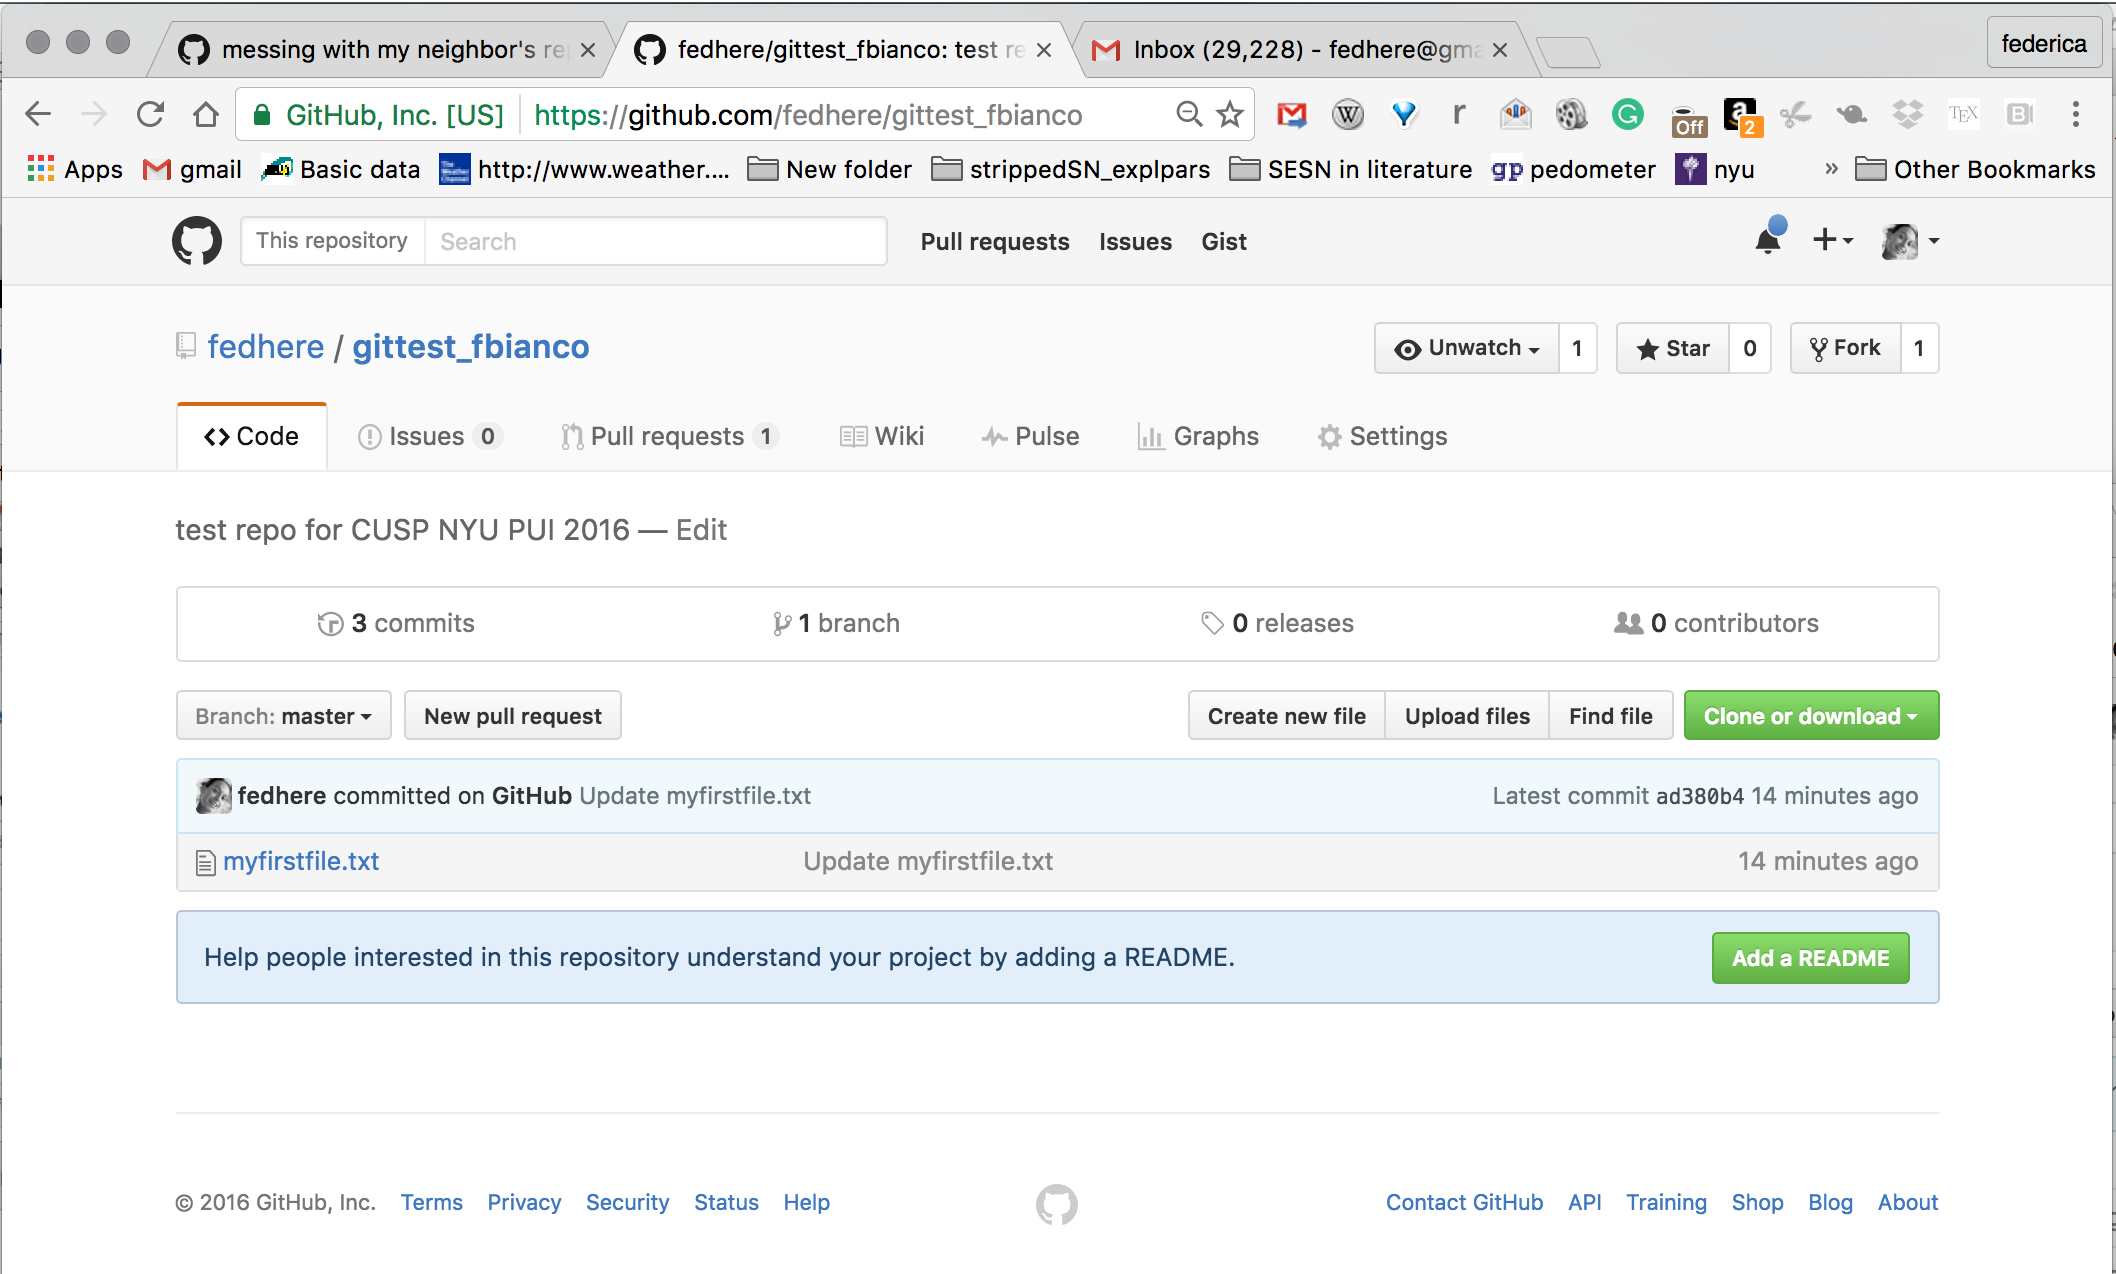 messing with my neighbor's rep
fedhere/gittest_fbianco: test re
Inbox (29,228) - fedhere@gma
federica
GitHub, Inc. [US] https://github.com/fedhere/gittest_fbianco
r G Off a 2 TEX B
Apps gmail Basic data http://www.weather.... New folder strippedSN_explpars SESN in literature gp pedometer nyu » Other Bookmarks
This repository Search Pull requests Issues Gist
fedhere / gittest_fbianco
Unwatch 1 Star 0 Fork 1
Code Issues 0 Pull requests 1 Wiki Pulse Graphs Settings
test repo for CUSP NYU PUI 2016 — Edit
3 commits 1 branch 0 releases 0 contributors
Branch: master New pull request Create new file Upload files Find file Clone or download
fedhere committed on GitHub Update myfirstfile.txt Latest commit ad380b4 14 minutes ago
myfirstfile.txt Update myfirstfile.txt 14 minutes ago
Help people interested in this repository understand your project by adding a README. Add a README
© 2016 GitHub, Inc. Terms Privacy Security Status Help Contact GitHub API Training Shop Blog About